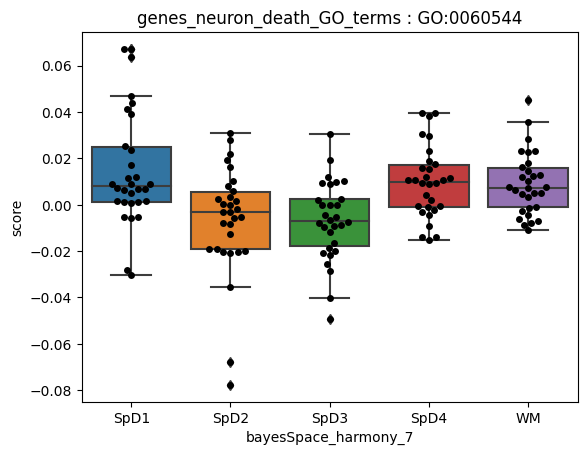 genes_neuron_death_GO_terms : GO:0060544
0.06
0.04
0.02
0.00
−0.02
−0.04
−0.06
−0.08
score
SpD1 SpD2 SpD3 SpD4 WM
bayesSpace_harmony_7